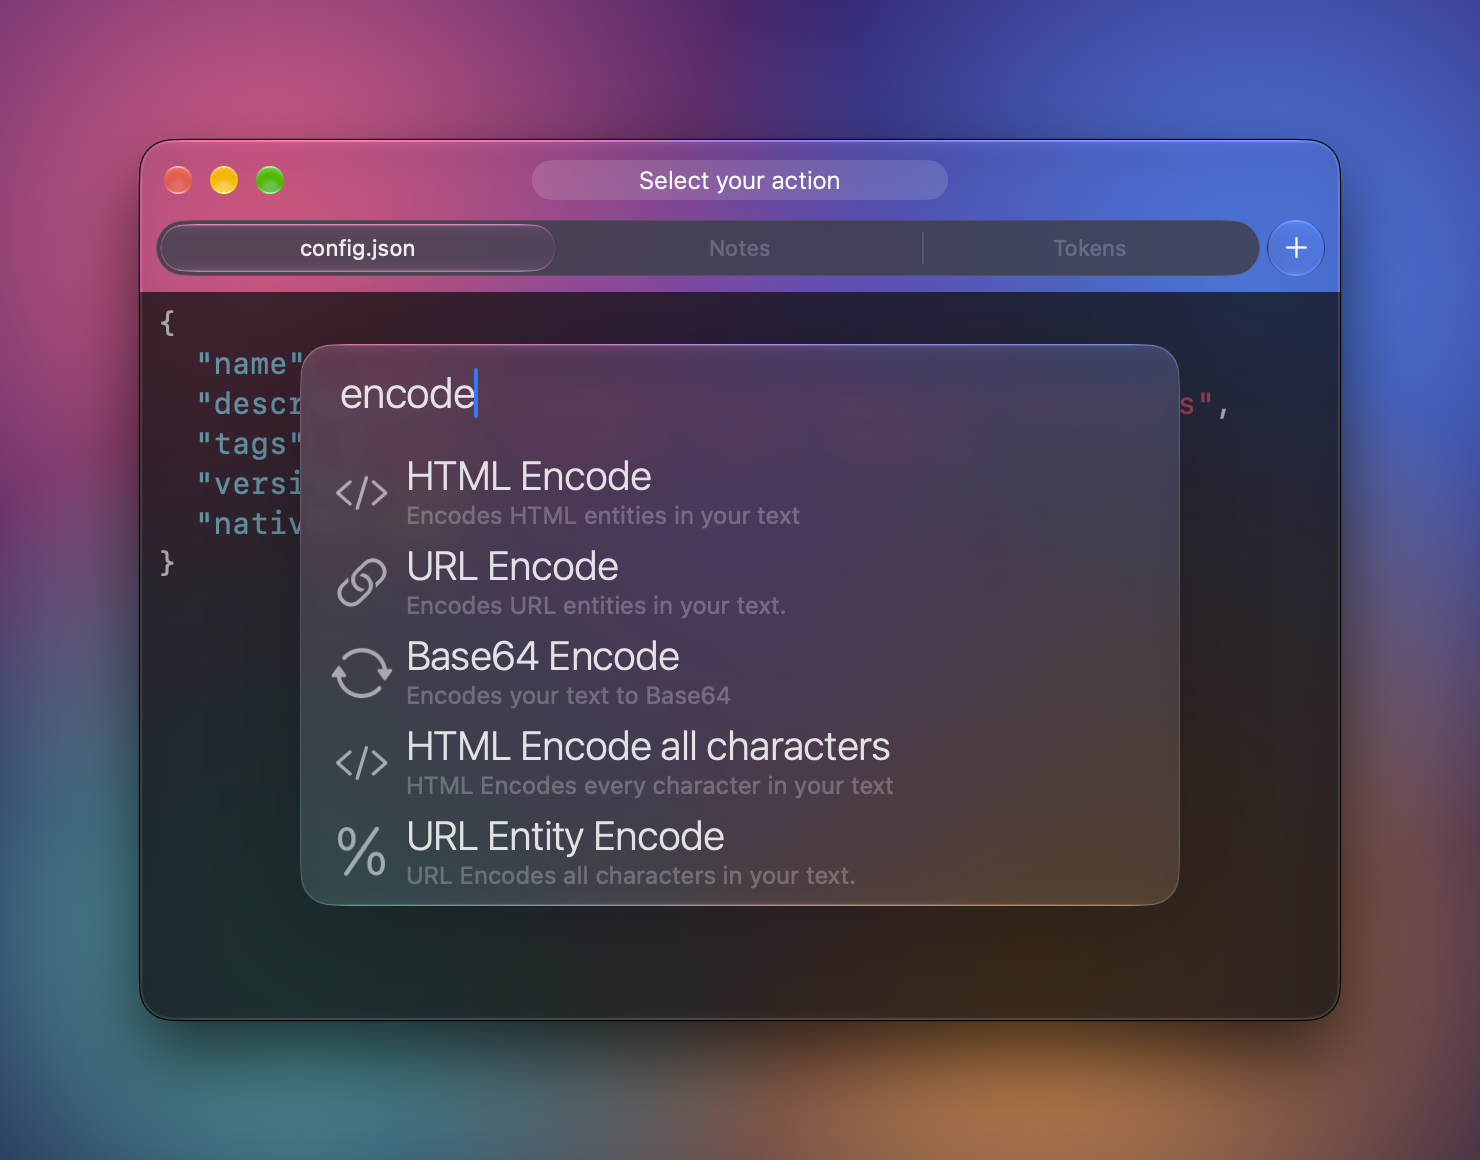 Select your action
config.json
Notes
Tokens
{
"name"
"descr s",
"tags"
"versi
"nativ
}
encode
HTML Encode
Encodes HTML entities in your text
URL Encode
Encodes URL entities in your text.
Base64 Encode
Encodes your text to Base64
HTML Encode all characters
HTML Encodes every character in your text
URL Entity Encode
URL Encodes all characters in your text.